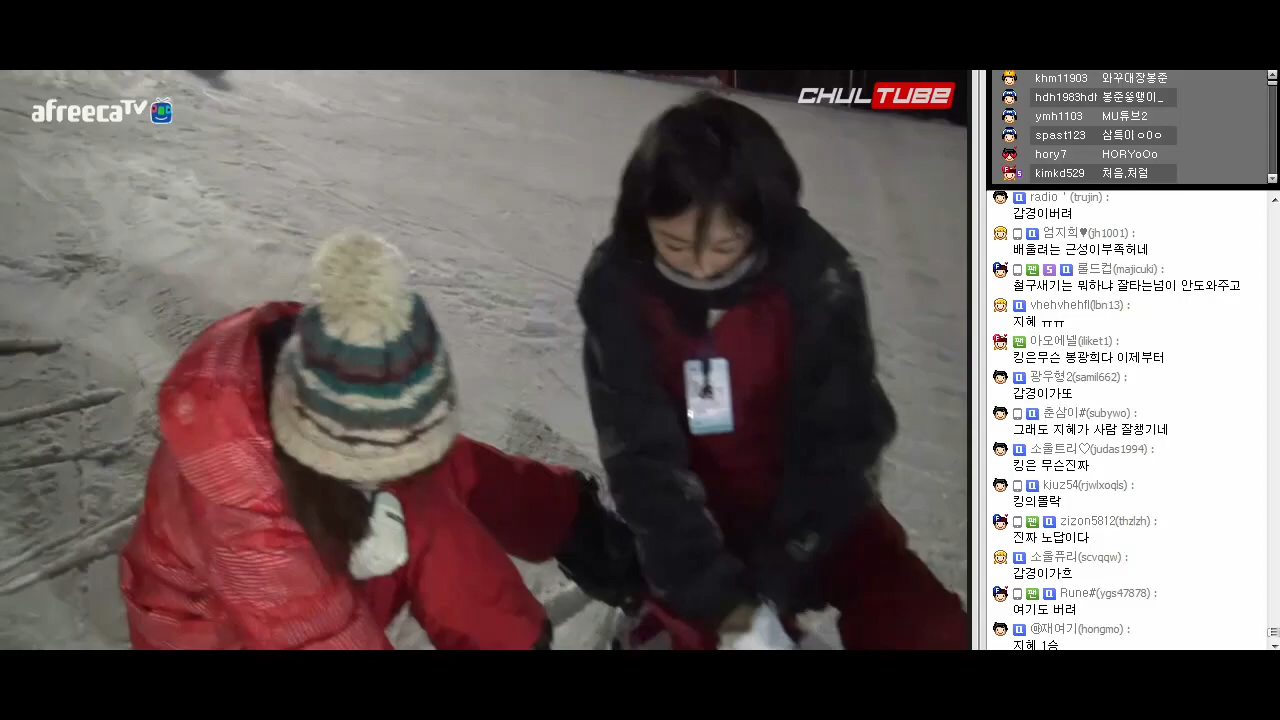 afreecaTV
CHULTUBE
khm11903 와꾸대장봉준
hdh1983hdh 봉준뚱땡이_
ymh1103 MU튜브2
spast123 삼특이ㅇ0ㅇ
hory7 HORYoOo
kimkd529 처음,처럼
radio ' (trujin) :
갑경이버려
엄지희♥(jh1001) :
배울려는 근성이부족허네
롤드컵(majicuki) :
철구새기는 뭐하냐 잘타는넘이 안도와주고
vhehvhehfl(lbn13) :
지혜 ㅠㅠ
아오에넬(iliket1) :
킹은무슨 봉광희다 이제부터
광우형2(samil662) :
갑경이가또
춘삼이#(subywo) :
그래도 지혜가 사람 잘챙기네
소울트리♡(judas1994) :
킹은 무슨진짜
kjuz54(rjwlxoqls) :
킹의몰락
zizon5812(thzlzh) :
진짜 노답이다
소울퓨리(scvqqw) :
갑경이가흐
Rune#(ygs47878) :
여기도 버려
재여기(hongmo) :
지혜 1승